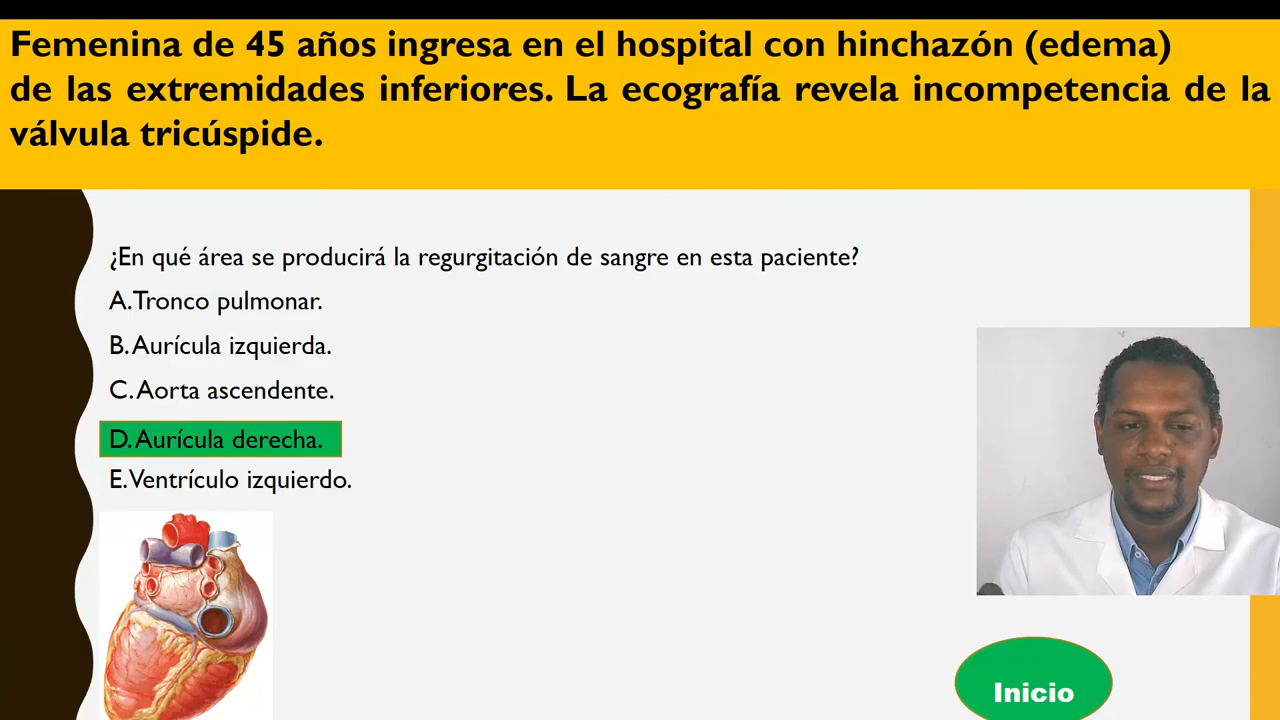 Femenina de 45 años ingresa en el hospital con hinchazón (edema)
de las extremidades inferiores. La ecografía revela incompetencia de la
válvula tricúspide.
¿En qué área se producirá la regurgitación de sangre en esta paciente?
A. Tronco pulmonar.
B. Aurícula izquierda.
C. Aorta ascendente.
D. Aurícula derecha.
E. Ventrículo izquierdo.
Inicio